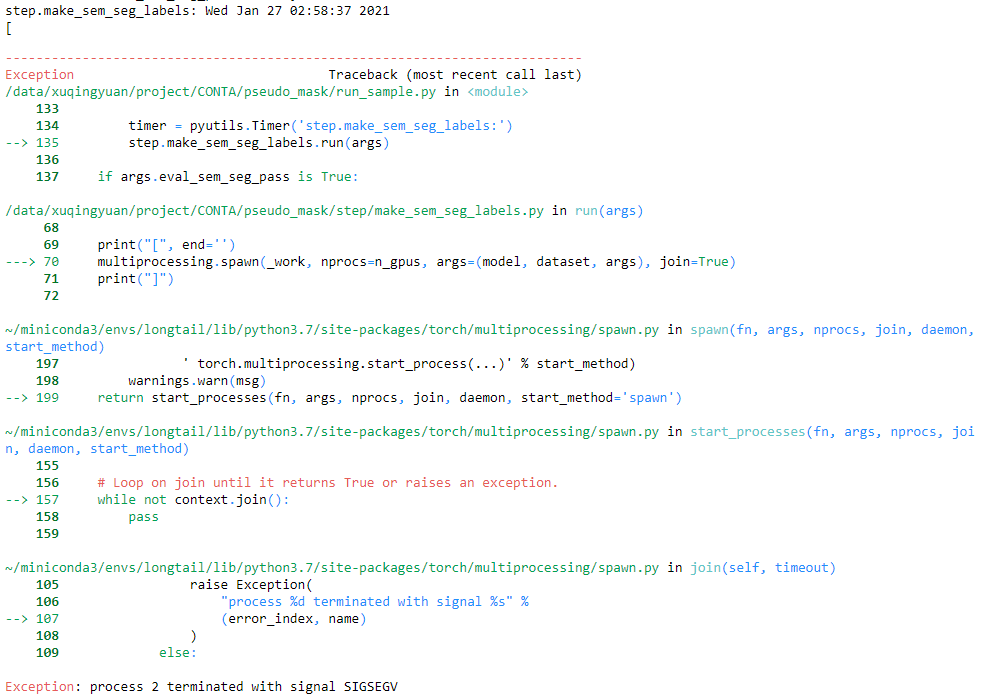 step.make_sem_seg_labels: Wed Jan 27 02:58:37 2021
[
---------------------------------------------------------------------------
Exception                                 Traceback (most recent call last)
/data/xuqingyuan/project/CONTA/pseudo_mask/run_sample.py in <module>
    133
    134         timer = pyutils.Timer('step.make_sem_seg_labels:')
--> 135         step.make_sem_seg_labels.run(args)
    136
    137     if args.eval_sem_seg_pass is True:
/data/xuqingyuan/project/CONTA/pseudo_mask/step/make_sem_seg_labels.py in run(args)
     68
     69     print("[", end='')
---> 70     multiprocessing.spawn(_work, nprocs=n_gpus, args=(model, dataset, args), join=True)
     71     print("]")
     72
~/miniconda3/envs/longtail/lib/python3.7/site-packages/torch/multiprocessing/spawn.py in spawn(fn, args, nprocs, join, daemon,
start_method)
    197                ' torch.multiprocessing.start_process(...)' % start_method)
    198         warnings.warn(msg)
--> 199     return start_processes(fn, args, nprocs, join, daemon, start_method='spawn')
~/miniconda3/envs/longtail/lib/python3.7/site-packages/torch/multiprocessing/spawn.py in start_processes(fn, args, nprocs, joi
n, daemon, start_method)
    155
    156     # Loop on join until it returns True or raises an exception.
--> 157     while not context.join():
    158         pass
    159
~/miniconda3/envs/longtail/lib/python3.7/site-packages/torch/multiprocessing/spawn.py in join(self, timeout)
    105                 raise Exception(
    106                     "process %d terminated with signal %s" %
--> 107                     (error_index, name)
    108                 )
    109             else:
Exception: process 2 terminated with signal SIGSEGV